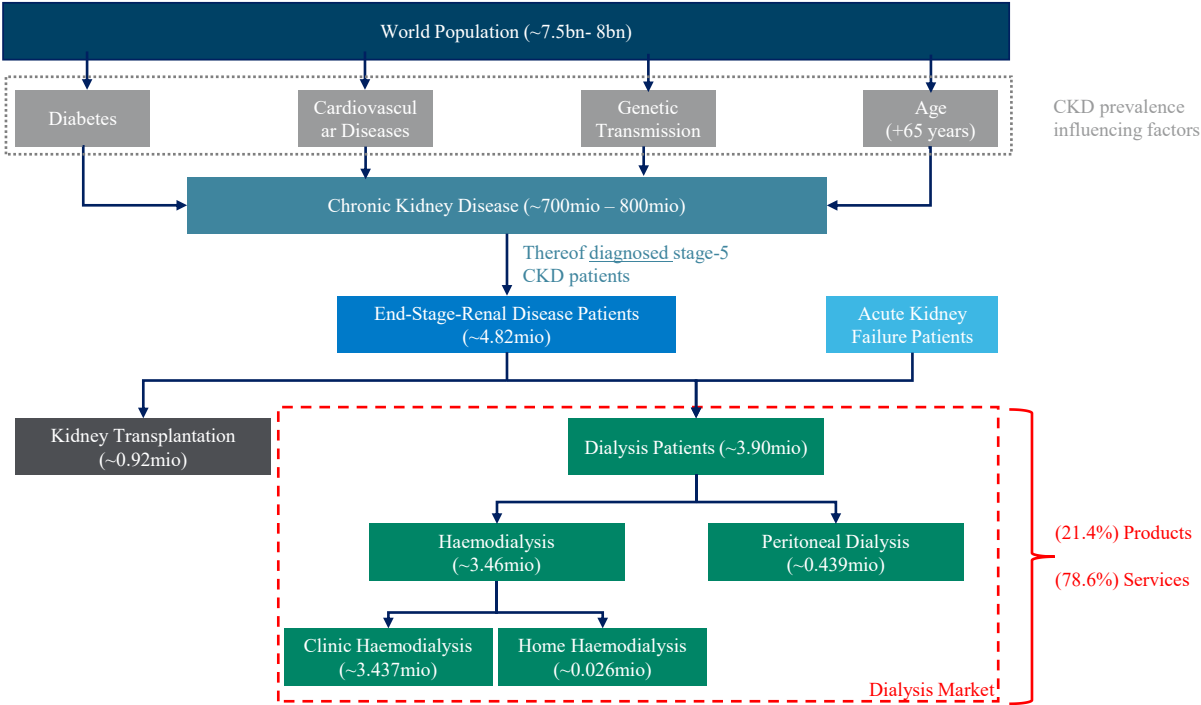 World Population (~7.5bn- 8bn)
Diabetes
Cardiovascul
ar Diseases
Genetic
Transmission
Age
(+65 years)
CKD prevalence
influencing factors
Chronic Kidney Disease (~700mio – 800mio)
Thereof diagnosed stage-5
CKD patients
End-Stage-Renal Disease Patients
(~4.82mio)
Acute Kidney
Failure Patients
Kidney Transplantation
(~0.92mio)
Dialysis Patients (~3.90mio)
Haemodialysis
(~3.46mio)
Peritoneal Dialysis
(~0.439mio)
(21.4%) Products
(78.6%) Services
Clinic Haemodialysis
(~3.437mio)
Home Haemodialysis
(~0.026mio)
Dialysis Market